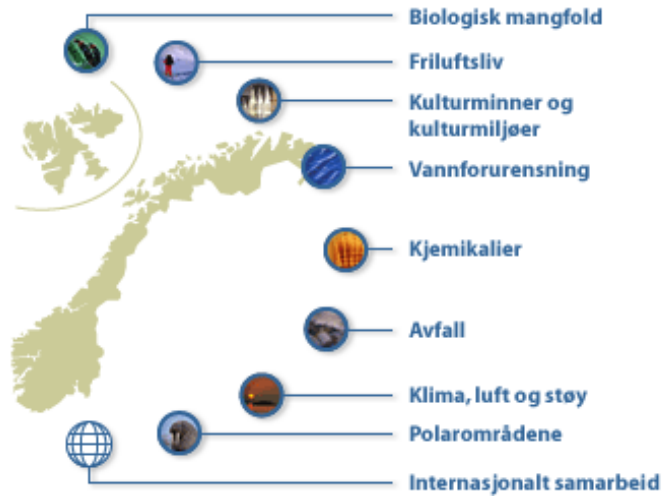 Biologisk mangfold
Friluftsliv
Kulturminner og
kulturmiljøer
Vannforurensning
Kjemikalier
Avfall
Klima, luft og støy
Polarområdene
Internasjonalt samarbeid